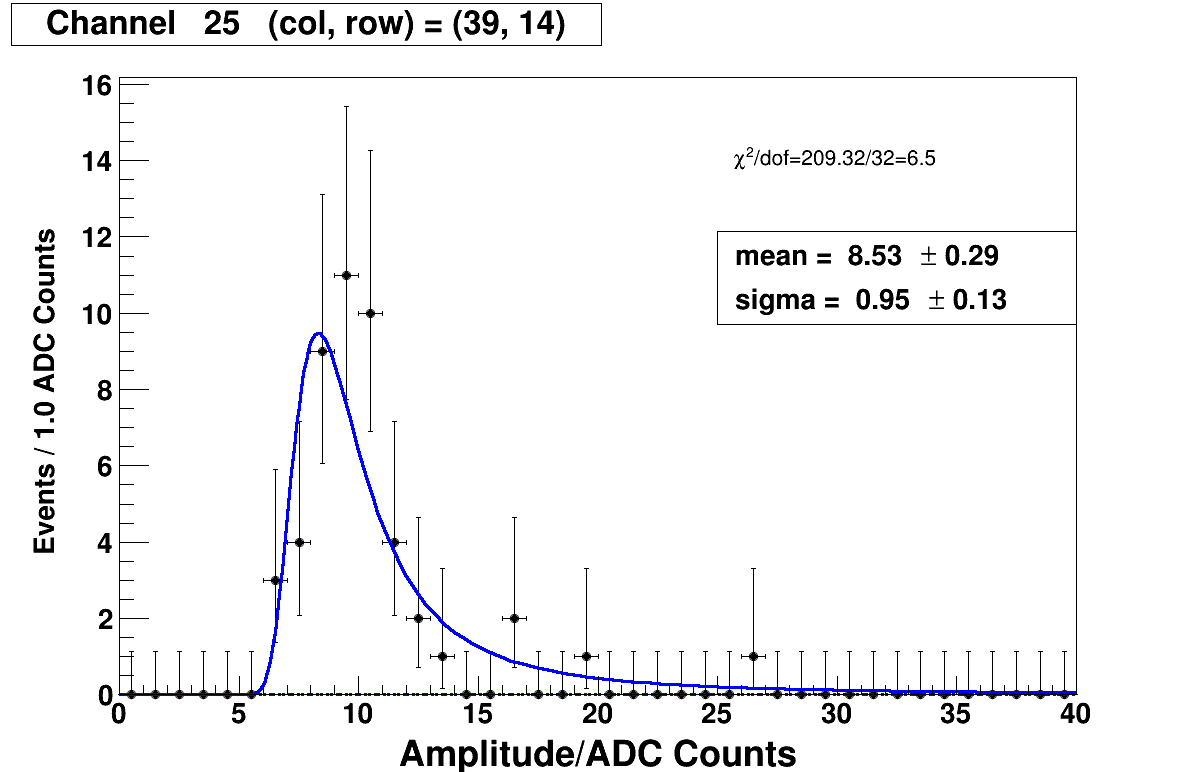 Channel 25 (col, row) = (39, 14)
16
14
12
10
8
6
4
2
0
Events / 1.0 ADC Counts
χ²/dof=209.32/32=6.5
mean = 8.53 ± 0.29
sigma = 0.95 ± 0.13
0 5 10 15 20 25 30 35 40
Amplitude/ADC Counts